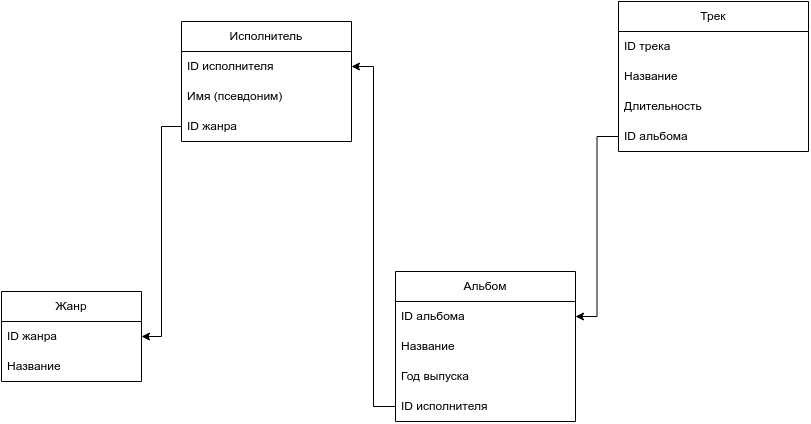 Исполнитель
ID исполнителя
Имя (псевдоним)
ID жанра
Трек
ID трека
Название
Длительность
ID альбома
Жанр
ID жанра
Название
Альбом
ID альбома
Название
Год выпуска
ID исполнителя